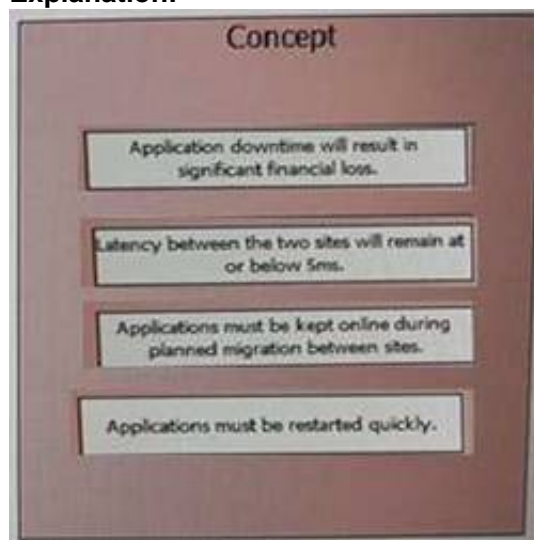 Explanation:
Concept
Application downtime will result in
significant financial loss.
Latency between the two sites will remain at
or below 5ms.
Applications must be kept online during
planned migration between sites.
Applications must be restarted quickly.